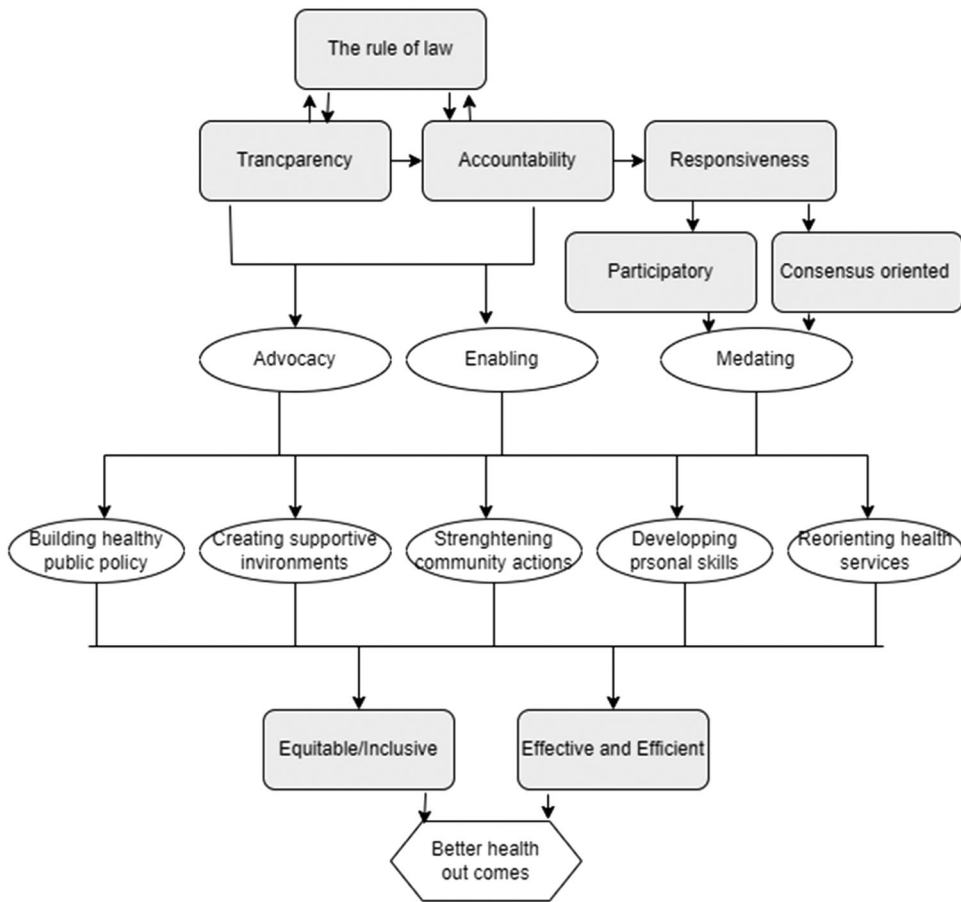 The rule of law
Trancparency
Accountability
Responsiveness
Participatory
Consensus oriented
Advocacy
Enabling
Medating
Building healthy
public policy
Creating supportive
invironments
Strenghtening
community actions
Developping
prsonal skills
Reorienting health
services
Equitable/Inclusive
Effective and Efficient
Better health
out comes